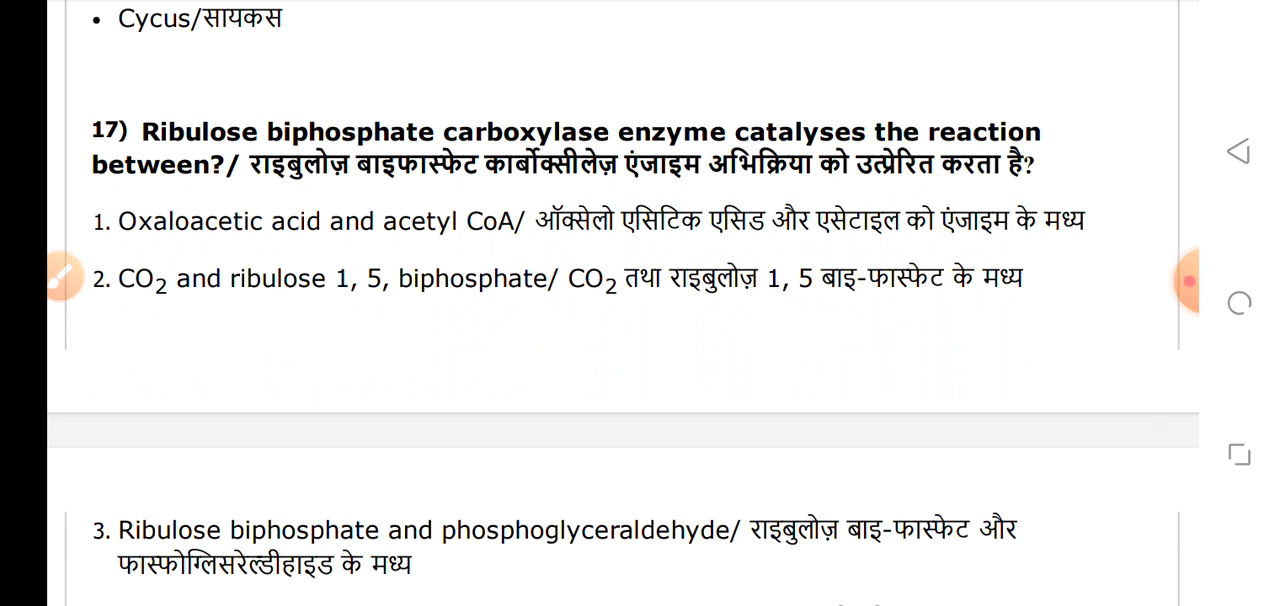 • Cycus/सायकस
17) Ribulose biphosphate carboxylase enzyme catalyses the reaction
between?/ राइबुलोज़ बाइफास्फेट कार्बोक्सीलेज़ एंजाइम अभिक्रिया को उत्प्रेरित करता है?
1. Oxaloacetic acid and acetyl CoA/ ऑक्सेलो एसिटिक एसिड और एसेटाइल को एंजाइम के मध्य
2. CO₂ and ribulose 1, 5, biphosphate/ CO₂ तथा राइबुलोज़ 1, 5 बाइ-फास्फेट के मध्य
3. Ribulose biphosphate and phosphoglyceraldehyde/ राइबुलोज़ बाइ-फास्फेट और
फास्फोग्लिसरेल्डीहाइड के मध्य